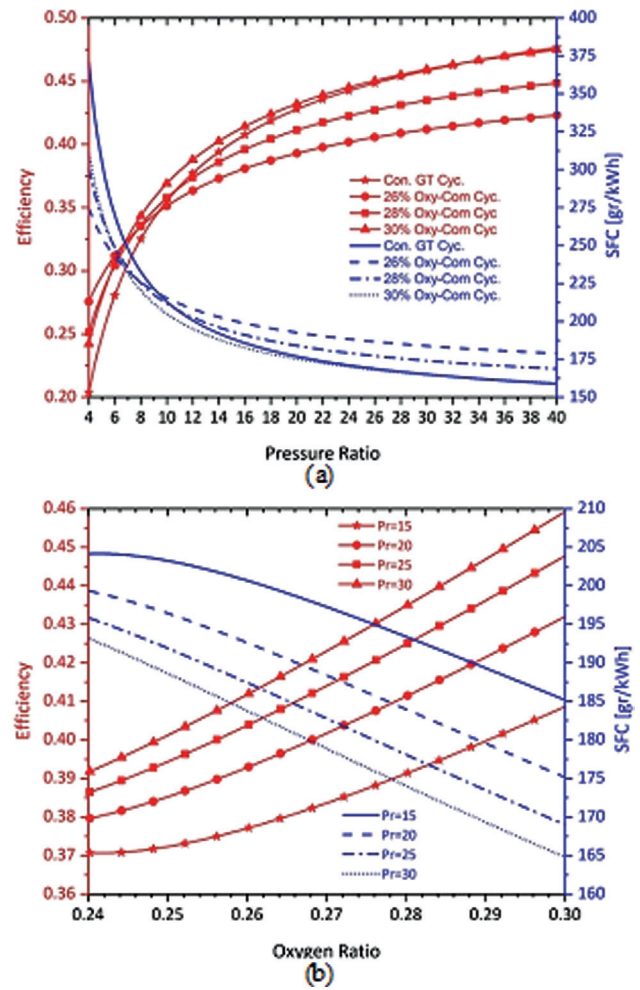 0.50
0.45
0.40
0.35
0.30
0.25
0.20
Efficiency
400
375
350
325
300
275
250
225
200
175
150
SFC [gr/kWh]
Con. GT Cyc.
26% Oxy-Com Cyc.
28% Oxy-Com Cyc.
30% Oxy-Com Cyc
Con. GT Cyc.
26% Oxy-Com Cyc.
28% Oxy-Com Cyc.
30% Oxy-Com Cyc.
4 6 8 10 12 14 16 18 20 22 24 26 28 30 32 34 36 38 40
Pressure Ratio
(a)
0.46
0.45
0.44
0.43
0.42
0.41
0.40
0.39
0.38
0.37
0.36
Efficiency
210
205
200
195
190
185
180
175
170
165
160
SFC [gr/kWh]
Pr=15
Pr=20
Pr=25
Pr=30
Pr=15
Pr=20
Pr=25
Pr=30
0.24 0.25 0.26 0.27 0.28 0.29 0.30
Oxygen Ratio
(b)